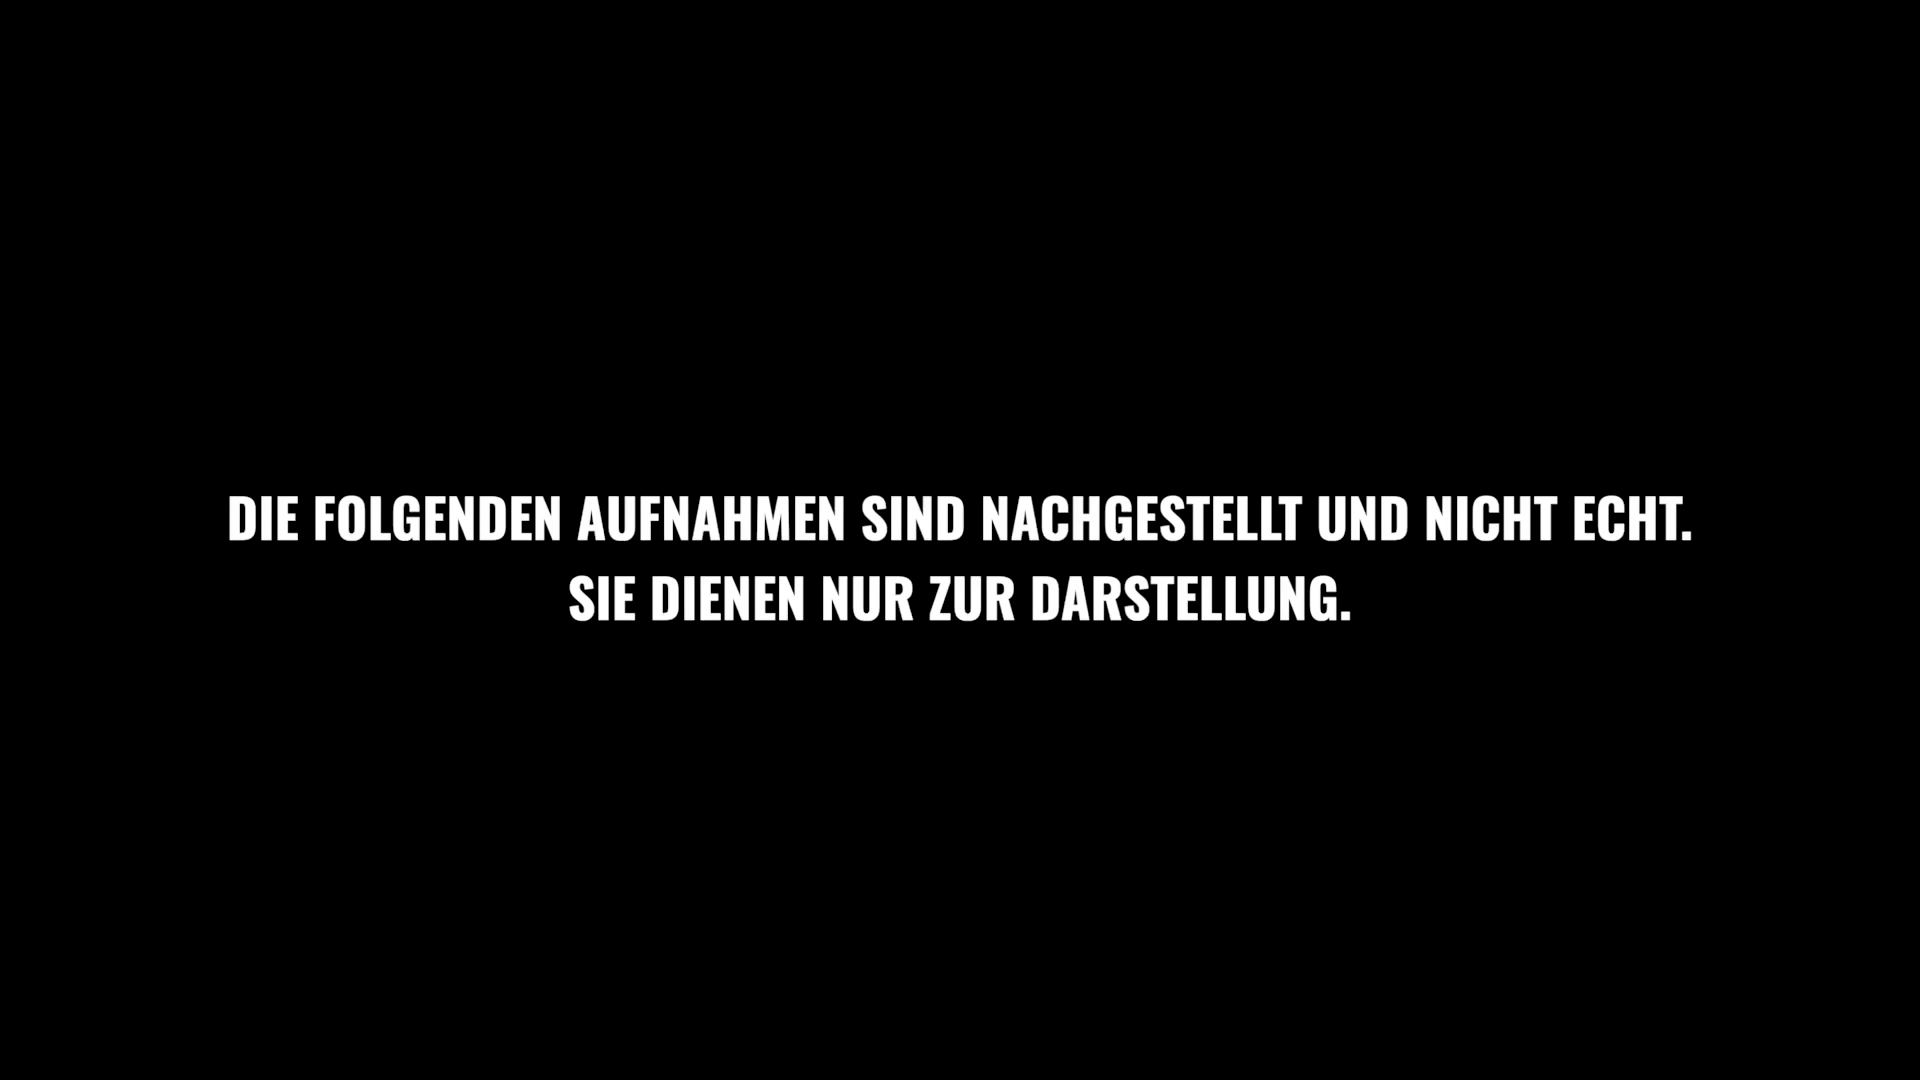 DIE FOLGENDEN AUFNAHMEN SIND NACHGESTELLT UND NICHT ECHT.
SIE DIENEN NUR ZUR DARSTELLUNG.